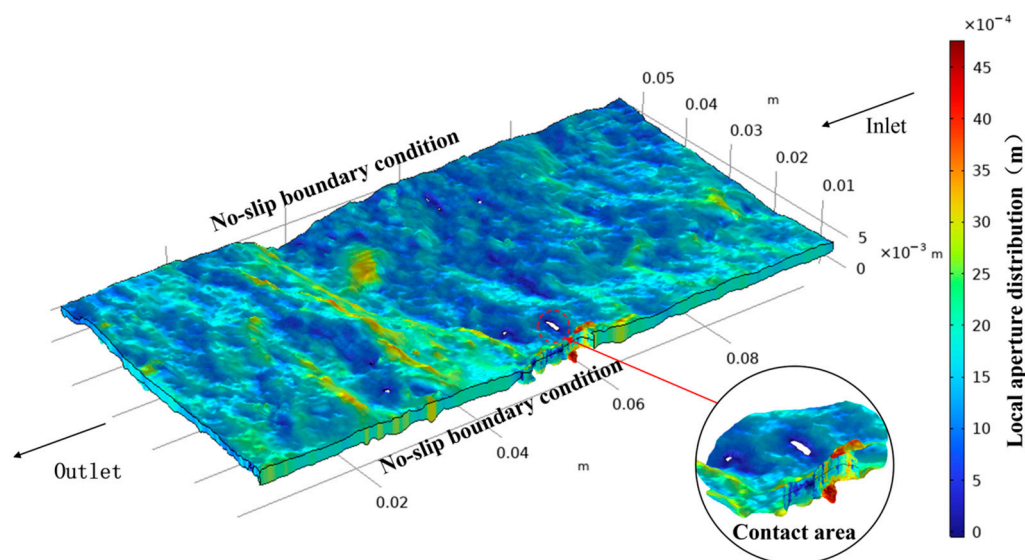 ×10⁻⁴
45
40
35
30
25
20
15
10
5
0
Local aperture distribution（m）
0.05
0.04
m
0.03
0.02
0.01
5
0
×10⁻³ m
Inlet
No-slip boundary condition
No-slip boundary condition
0.08
0.06
0.04
m
0.02
Outlet
Contact area